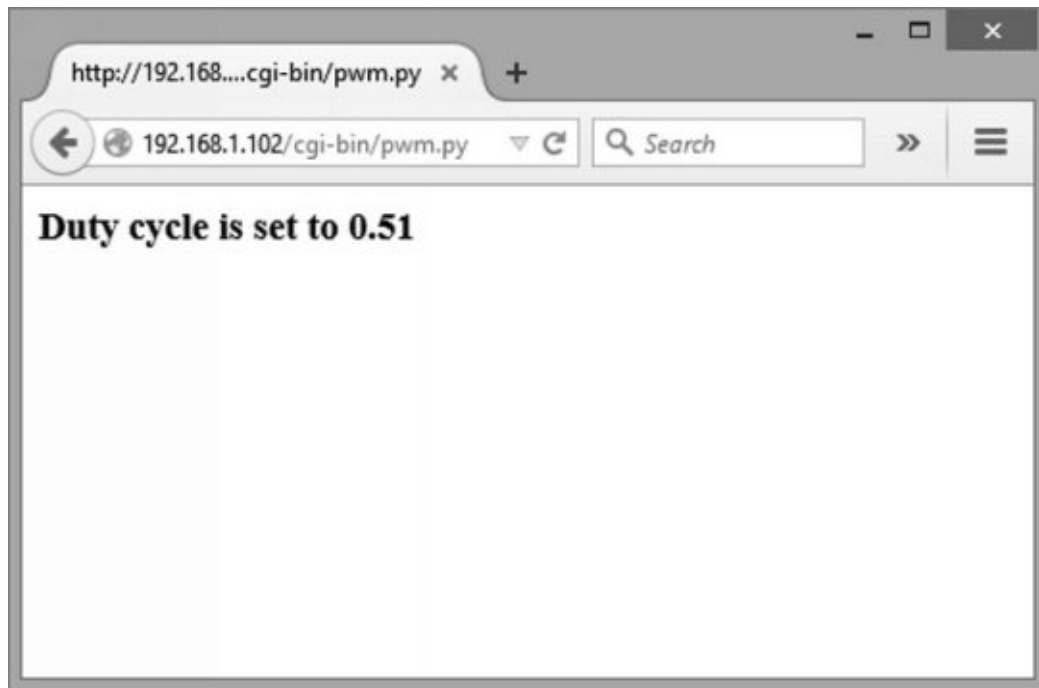 http://192.168....cgi-bin/pwm.py
192.168.1.102/cgi-bin/pwm.py Search
Duty cycle is set to 0.51